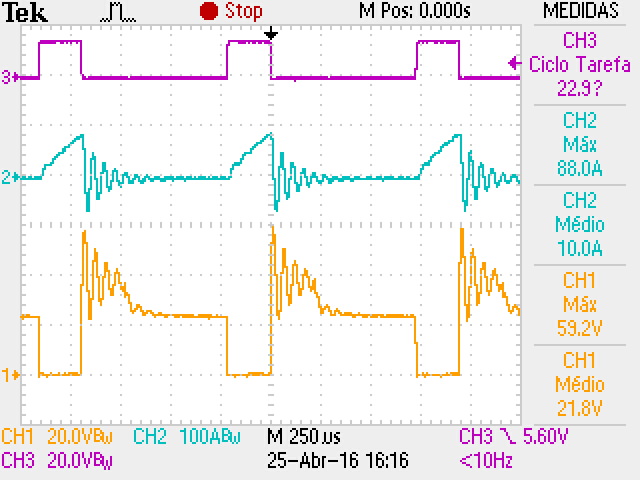 Tek Stop M Pos: 0.000s MEDIDAS
CH3
Ciclo Tarefa
22.9?
3
CH2
Máx
88.0A
2
CH2
Médio
10.0A
CH1
Máx
59.2V
1
CH1
Médio
21.8V
CH1 20.0VBw CH2 100ABw M 250µs CH3 5.60V
CH3 20.0VBw 25-Abr-16 16:16 <10Hz